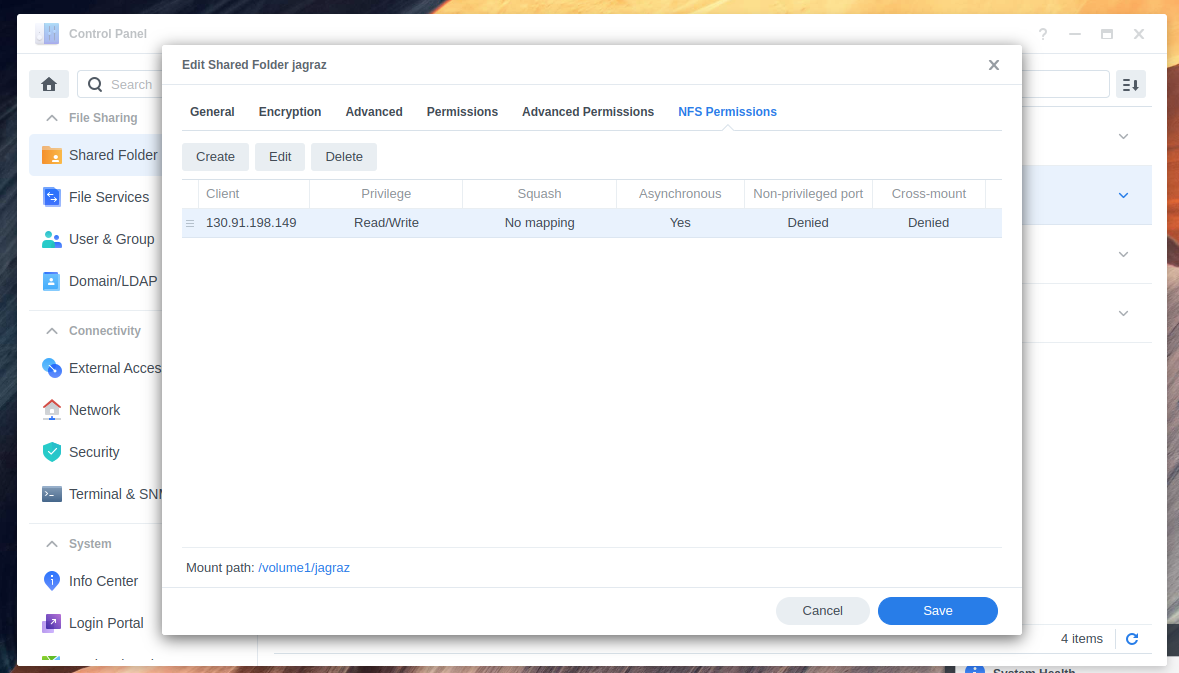 Control Panel
?
Search
File Sharing
Shared Folder
File Services
User & Group
Domain/LDAP
Connectivity
External Acces
Network
Security
Terminal & SNM
System
Info Center
Login Portal
Edit Shared Folder jagraz
General Encryption Advanced Permissions Advanced Permissions NFS Permissions
Create Edit Delete
Client Privilege Squash Asynchronous Non-privileged port Cross-mount
130.91.198.149 Read/Write No mapping Yes Denied Denied
Mount path: /volume1/jagraz
Cancel Save
4 items
System Health